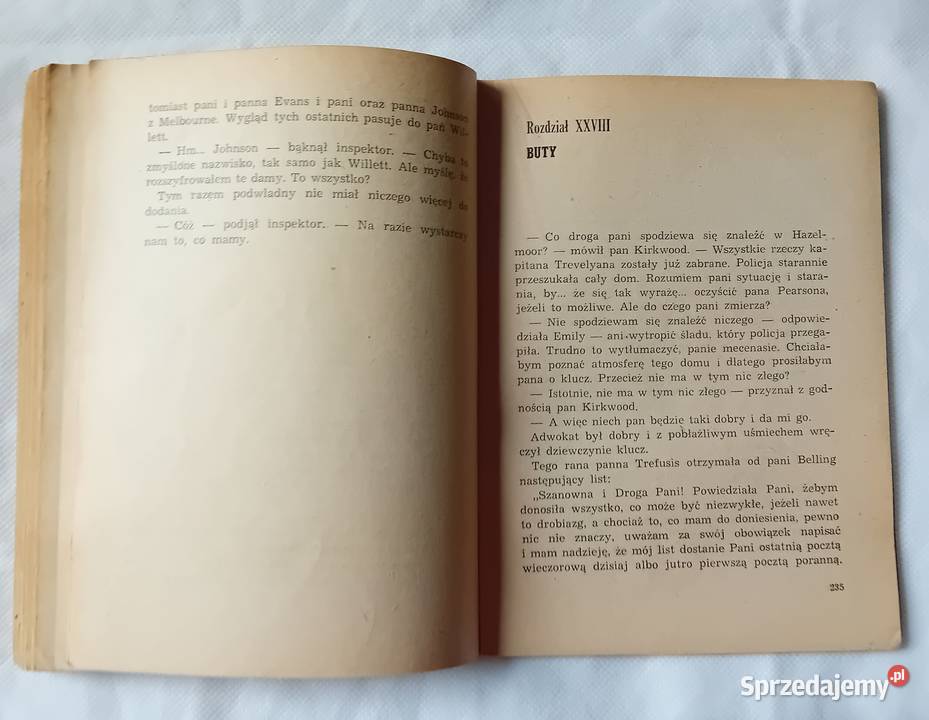 tomiast pani i panna Evans i pani oraz panna Johnson
z Melbourne. Wygląd tych ostatnich pasuje do pań Wil-
lett.
— Hm... Johnson — bąknął inspektor. — Chyba to
zmyślone nazwisko, tak samo jak Willett. Ale myślę, że
rozszyfrowałem te damy. To wszystko?
Tym razem podwładny nie miał niczego więcej do
dodania.
— Cóż — podjął inspektor. — Na razie wystarczy
nam to, co mamy.
Rozdział XXVIII
BUTY
— Co droga pani spodziewa się znaleźć w Hazel-
moor? — mówił pan Kirkwood. — Wszystkie rzeczy ka-
pitana Trevelyana zostały już zabrane. Policja starannie
przeszukała cały dom. Rozumiem pani sytuację i stara-
nia, by... że się tak wyrażę... oczyścić pana Pearsona,
jeżeli to możliwe. Ale do czego pani zmierza?
— Nie spodziewam się znaleźć niczego — odpowie-
działa Emily — ani wytropić śladu, który policja przega-
piła. Trudno to wytłumaczyć, panie mecenasie. Chciała-
bym poznać atmosferę tego domu i dlatego prosiłabym
pana o klucz. Przecież nie ma w tym nic złego?
— Istotnie, nie ma w tym nic złego — przyznał z god-
nością pan Kirkwood.
— A więc niech pan będzie taki dobry i da mi go.
Adwokat był dobry i z pobłażliwym uśmiechem wrę-
czył dziewczynie klucz.
Tego rana panna Trefusis otrzymała od pani Belling
następujący list:
„Szanowna i Droga Pani! Powiedziała Pani, żebym
donosiła wszystko, co może być niezwykłe, jeżeli nawet
to drobiazg, a chociaż to, co mam do doniesienia, pewno
nic nie znaczy, uważam za swój obowiązek napisać
i mam nadzieję, że mój list dostanie Pani ostatnią pocztą
wieczorową dzisiaj albo jutro pierwszą pocztą poranną.
235
Sprzedajemy.pl